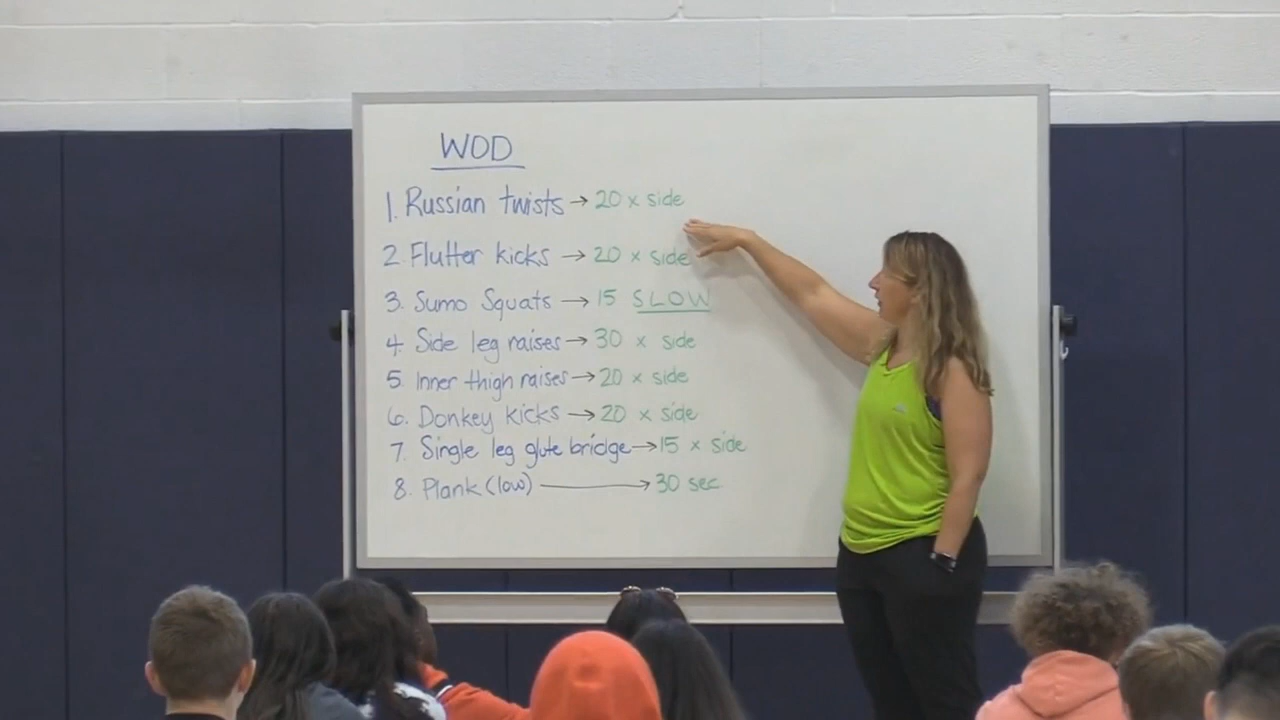 WOD
1. Russian twists → 20 x side
2 Flutter kicks → 20 x side
3. Sumo Squats → 15 SLOW
4. Side leg raises → 30 x side
5. Inner thigh raises → 20 x side
6. Donkey kicks → 20 x side
7. Single leg glute bridge → 15 x side
8. Plank (low) → 30 sec